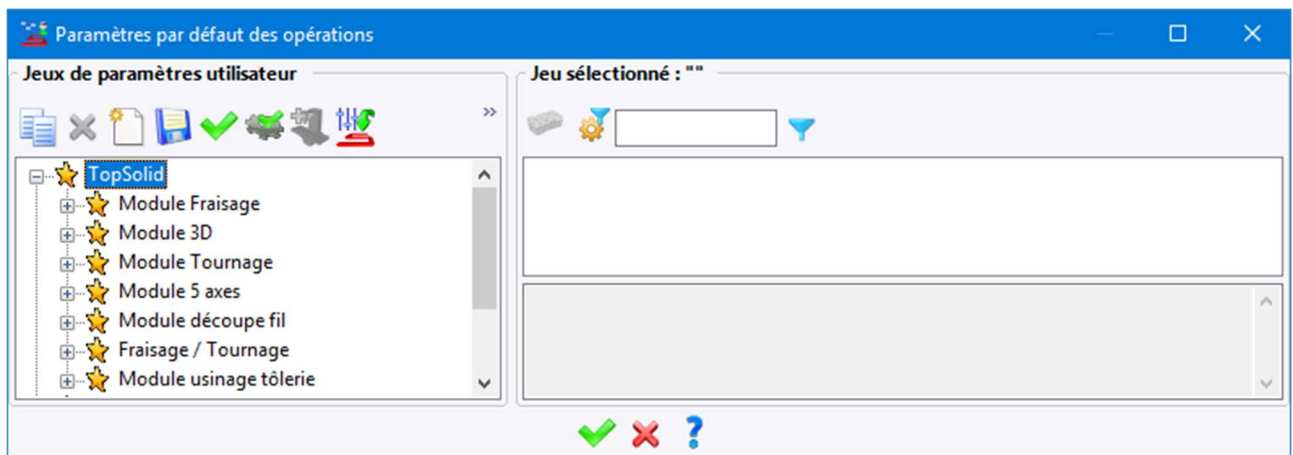 Paramètres par défaut des opérations
Jeux de paramètres utilisateur
Jeu sélectionné : ""
TopSolid
Module Fraisage
Module 3D
Module Tournage
Module 5 axes
Module découpe fil
Fraisage / Tournage
Module usinage tôlerie